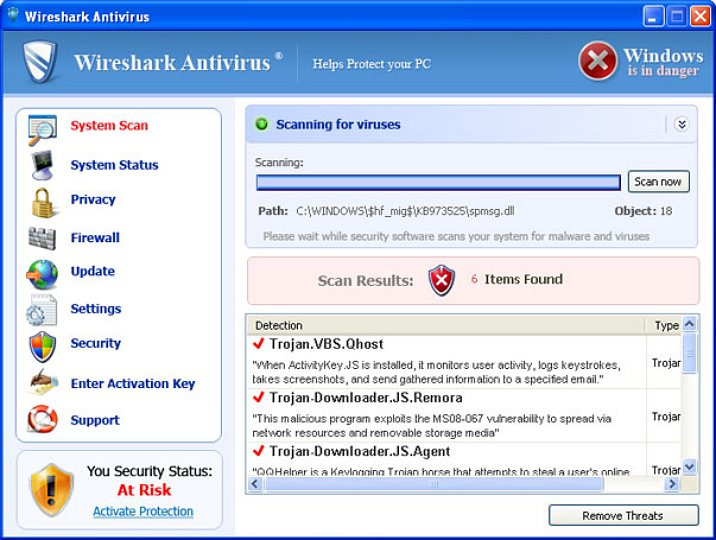 Wireshark Antivirus
Wireshark Antivirus ®
Helps Protect your PC
Windows
is in danger
System Scan
System Status
Privacy
Firewall
Update
Settings
Security
Enter Activation Key
Support
You Security Status:
At Risk
Activate Protection
Scanning for viruses
Scanning:
Scan now
Path: C:\WINDOWS\$hf_mig$\KB973525\spmsg.dll
Object: 18
Please wait while security software scans your system for malware and viruses
Scan Results:
6 Items Found
Detection
Type
Trojan.VBS.Qhost
"When ActivityKey.JS is installed, it monitors user activity, logs keystrokes,
takes screenshots, and send gathered information to a specified email."
Trojar
Trojan-Downloader.JS.Remora
"This malicious program exploits the MS08-067 vulnerability to spread via
network resources and removable storage media"
Trojar
Trojan-Downloader.JS.Agent
"QQHelper is a Keylogging Trojan horse that attempts to steal a user's online
Trojar
Remove Threats